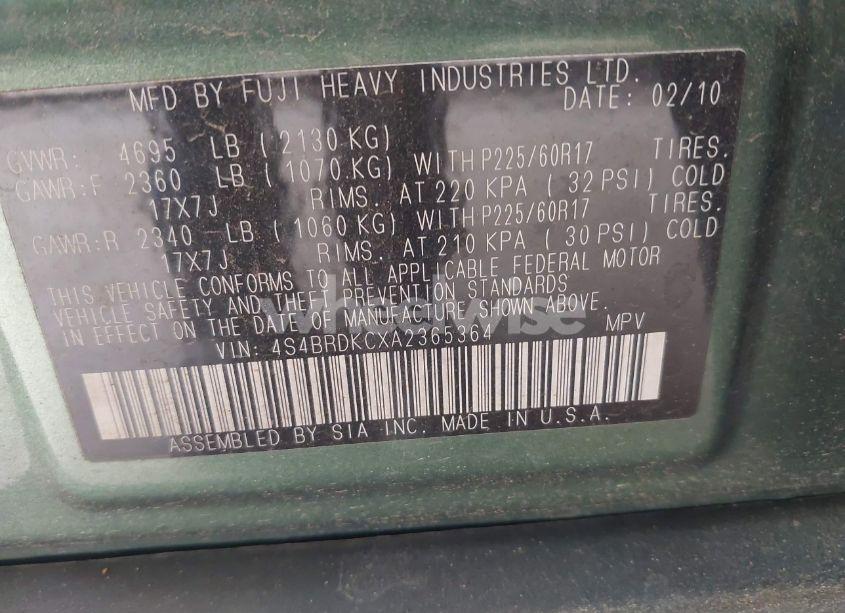 MFD BY FUJI HEAVY INDUSTRIES LTD.
DATE: 02/10
GVWR: 4695 LB (2130 KG)
GAWR:F 2360 LB (1070 KG) WITH P225/60R17 TIRES.
17X7J RIMS. AT 220 KPA (32 PSI) COLD
GAWR:R 2340 LB (1060 KG) WITH P225/60R17 TIRES.
17X7J RIMS. AT 210 KPA (30 PSI) COLD
THIS VEHICLE CONFORMS TO ALL APPLICABLE FEDERAL MOTOR
VEHICLE SAFETY AND THEFT PREVENTION STANDARDS
IN EFFECT ON THE DATE OF MANUFACTURE SHOWN ABOVE.
wheelwise
VIN: 4S4BRDKCXA2365364 MPV
ASSEMBLED BY SIA INC. MADE IN U.S.A.